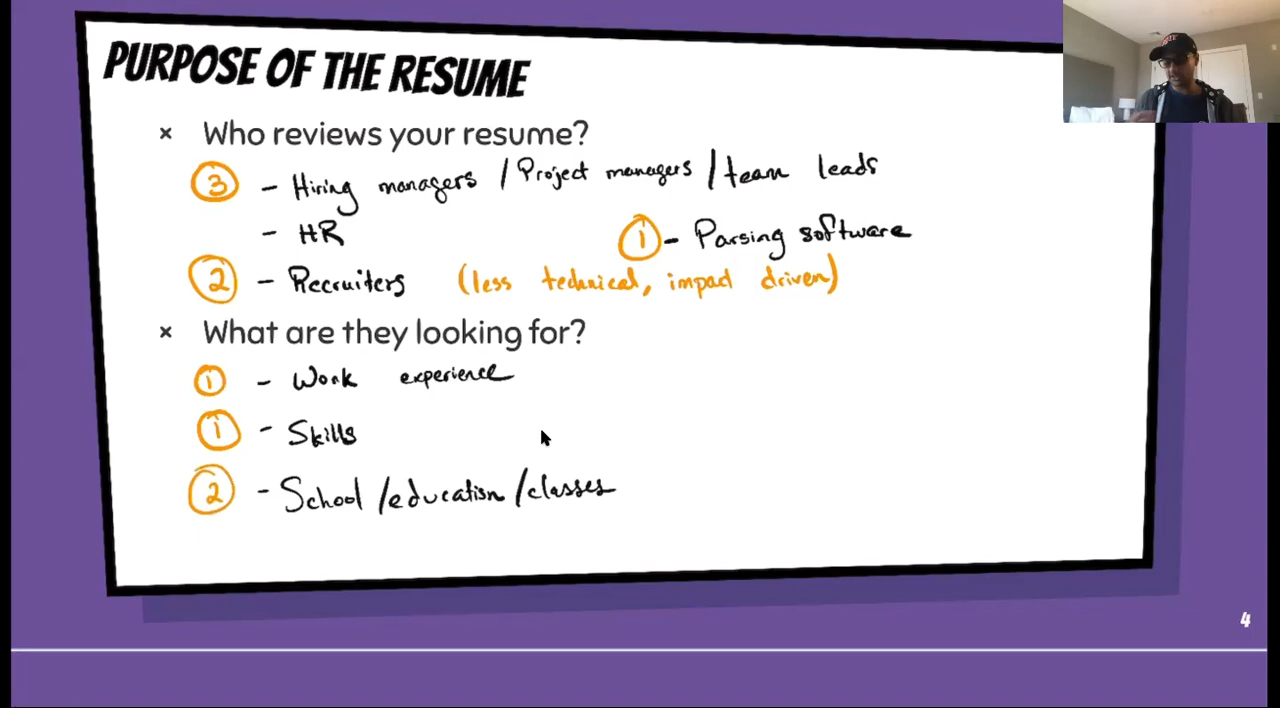 PURPOSE OF THE RESUME
× Who reviews your resume?
③ - Hiring managers / Project managers / team leads
- HR ① - Parsing software
② - Recruiters (less technical, impact driven)
× What are they looking for?
① - Work experience
① - Skills
② - School / education / classes
4